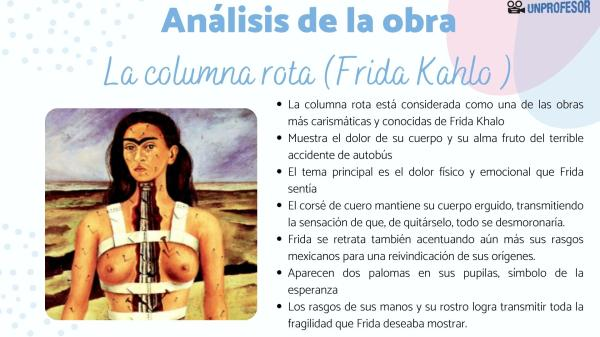 Análisis de la obra
UNPROFESOR
La columna rota (Frida Kahlo )
• La columna rota está considerada como una de las obras
más carismáticas y conocidas de Frida Khalo
• Muestra el dolor de su cuerpo y su alma fruto del terrible
accidente de autobús
• El tema principal es el dolor físico y emocional que Frida
sentía
• El corsé de cuero mantiene su cuerpo erguido, transmitiendo
la sensación de que, de quitárselo, todo se desmoronaría.
• Frida se retrata también acentuando aún más sus rasgos
mexicanos para una reivindicación de sus orígenes.
• Aparecen dos palomas en sus pupilas, símbolo de la
esperanza
• Los rasgos de sus manos y su rostro logra transmitir toda la
fragilidad que Frida deseaba mostrar.